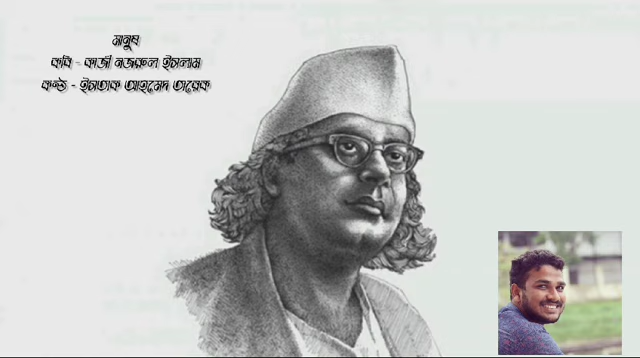 মানুষ
কবি - কাজী নজরুল ইসলাম
কন্ঠ - ইসতাক আহমেদ তারেক